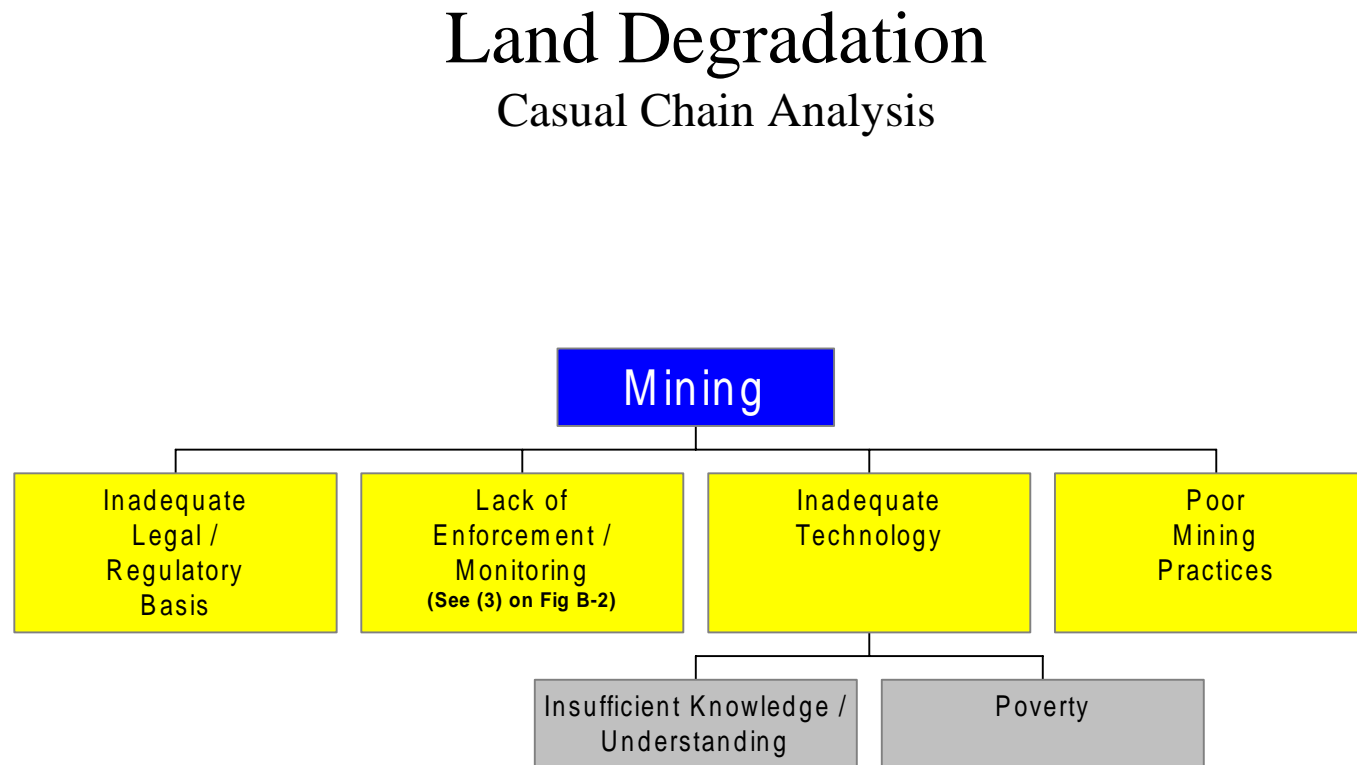 Land Degradation
Casual Chain Analysis
Mining
Inadequate
Legal /
Regulatory
Basis
Lack of
Enforcement /
Monitoring
(See (3) on Fig B-2)
Inadequate
Technology
Poor
Mining
Practices
Insufficient Knowledge /
Understanding
Poverty